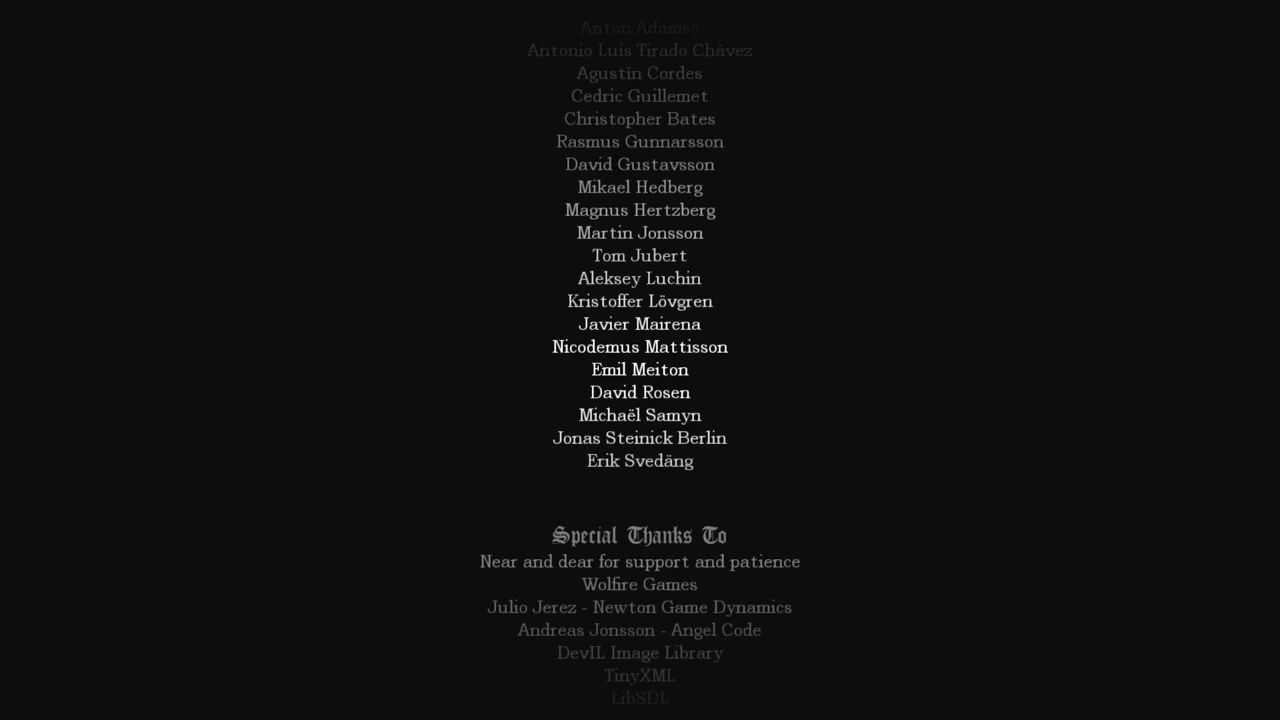 Anton Adamse
Antonio Luis Tirado Châvez
Agustín Cordes
Cedric Guillemet
Christopher Bates
Rasmus Gunnarsson
David Gustavsson
Mikael Hedberg
Magnus Hertzberg
Martin Jonsson
Tom Jubert
Aleksey Luchin
Kristoffer Lövgren
Javier Mairena
Nicodemus Mattisson
Emil Meiton
David Rosen
Michaël Samyn
Jonas Steinick Berlin
Erik Svedäng
Special Thanks To
Near and dear for support and patience
Wolfire Games
Julio Jerez - Newton Game Dynamics
Andreas Jonsson - Angel Code
DevIL Image Library
TinyXML
LibSDL